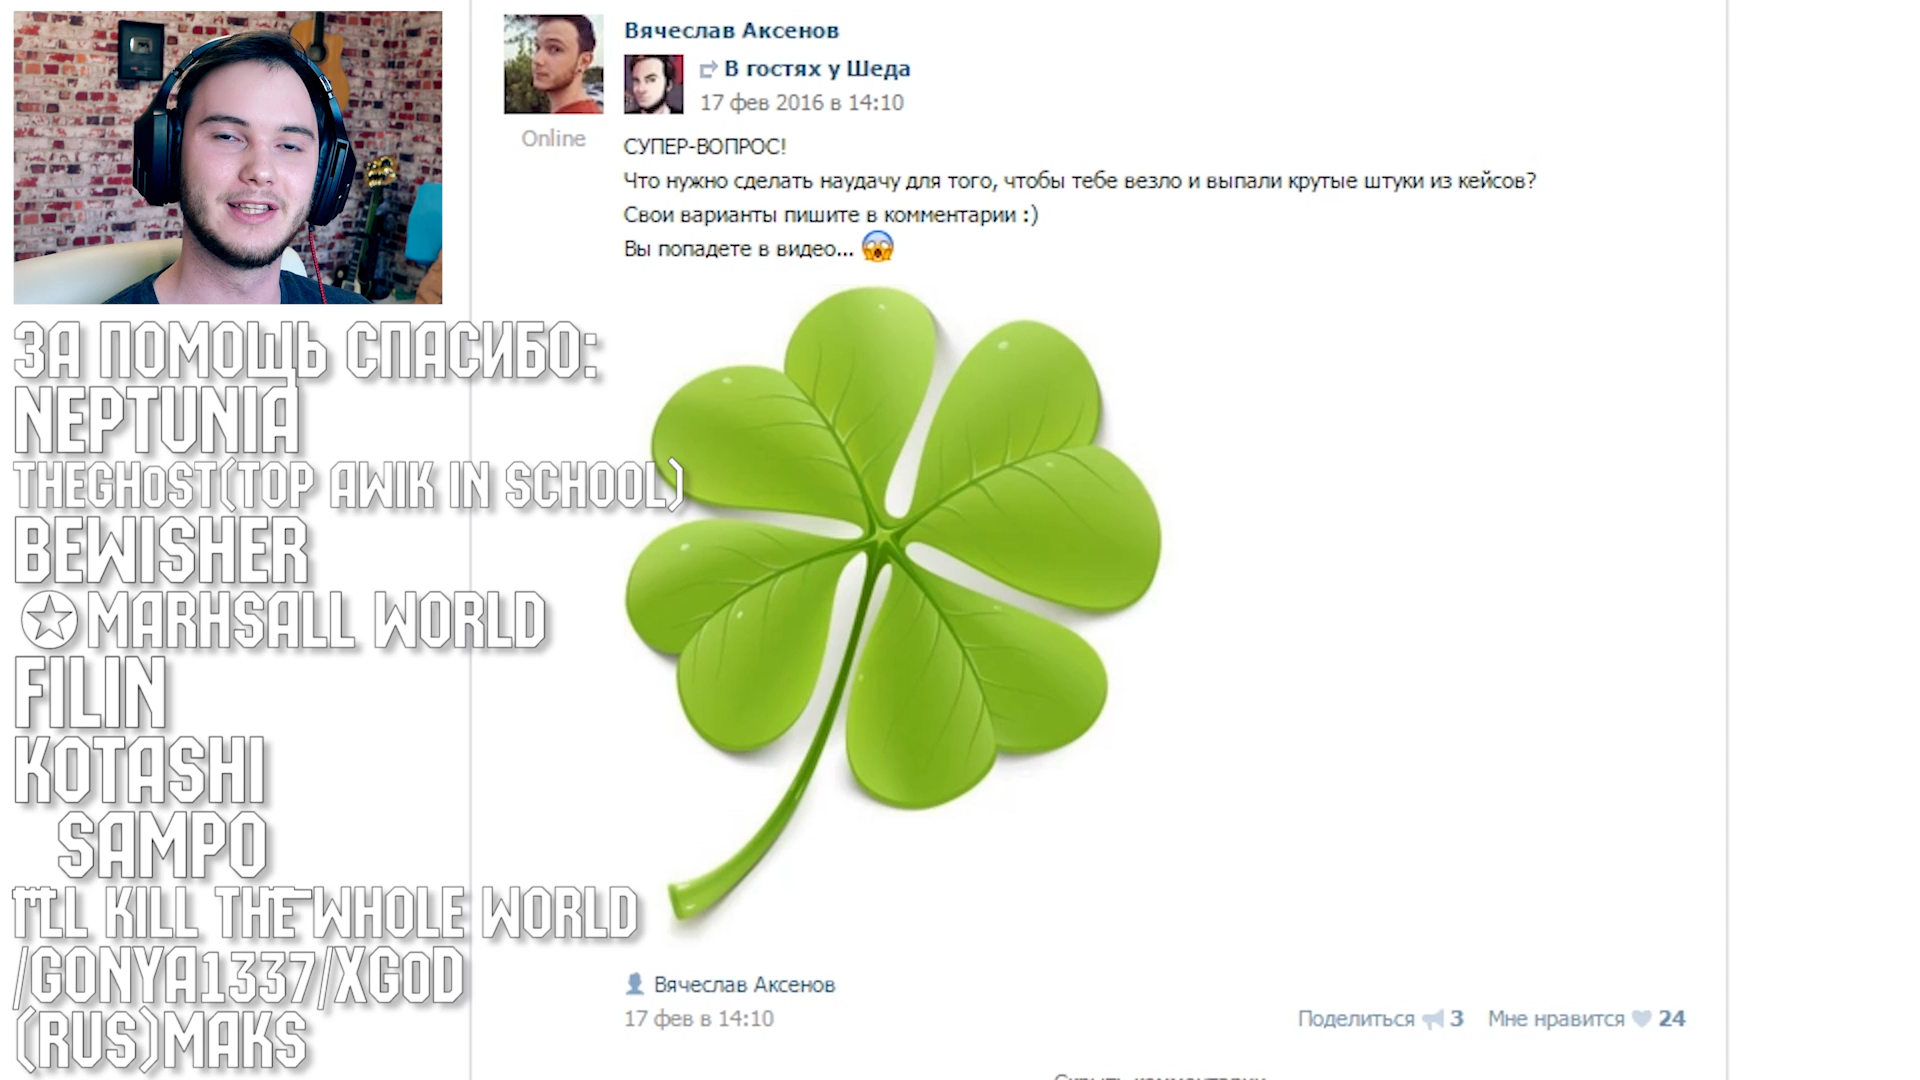 ЗА ПОМОЩЬ СПАСИБО:
NEPTUNIA
THEGHOST(TOP AWIK IN SCHOOL)
BEWISHER
✪MARHSALL WORLD
FILIN
KOTASHI
SAMPO
I'LL KILL THE WHOLE WORLD
/GONYA1337/XGOD
(RUS)MAKS
Вячеслав Аксенов
В гостях у Шеда
17 фев 2016 в 14:10
Online
СУПЕР-ВОПРОС!
Что нужно сделать наудачу для того, чтобы тебе везло и выпали крутые штуки из кейсов?
Свои варианты пишите в комментарии :)
Вы попадете в видео...
Вячеслав Аксенов
17 фев в 14:10
Поделиться 3 Мне нравится 24
Скрыть комментарии